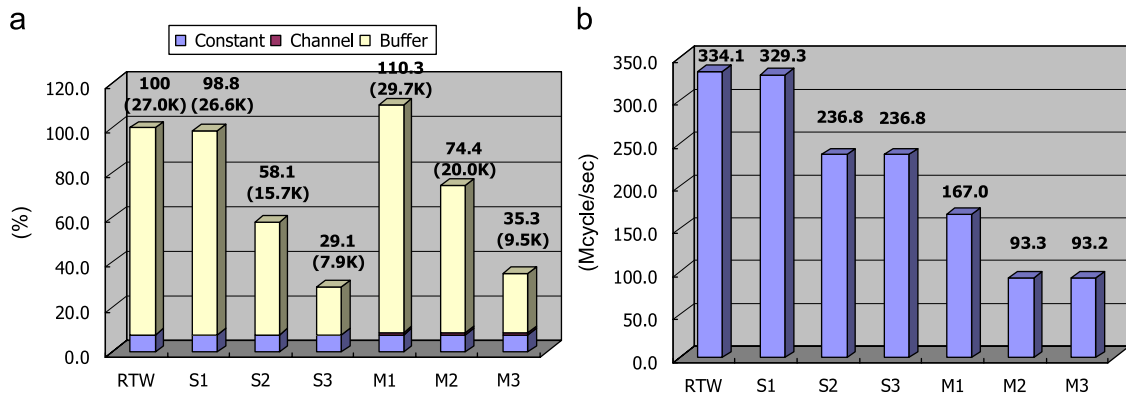 a
Constant Channel Buffer
120.0
100.0
80.0
60.0
40.0
20.0
0.0
(%)
100
(27.0K)
98.8
(26.6K)
58.1
(15.7K)
29.1
(7.9K)
110.3
(29.7K)
74.4
(20.0K)
35.3
(9.5K)
RTW S1 S2 S3 M1 M2 M3
b
350.0
300.0
250.0
200.0
150.0
100.0
50.0
0.0
(Mcycle/sec)
334.1
329.3
236.8
236.8
167.0
93.3
93.2
RTW S1 S2 S3 M1 M2 M3